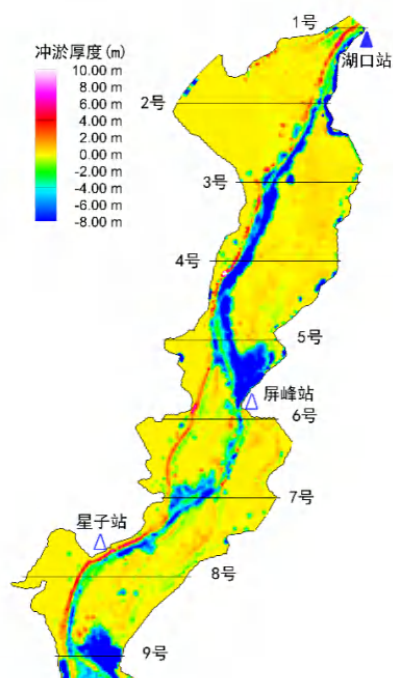 1号
湖口站
冲淤厚度(m)
10.00 m
8.00 m
6.00 m
4.00 m
2.00 m
0.00 m
-2.00 m
-4.00 m
-6.00 m
-8.00 m
2号
3号
4号
5号
屏峰站
6号
7号
星子站
8号
9号